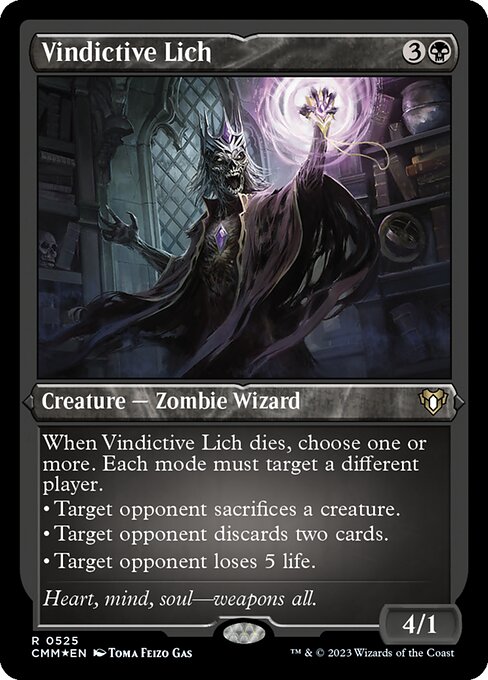 Vindictive Lich 3
Creature — Zombie Wizard
When Vindictive Lich dies, choose one or
more. Each mode must target a different
player.
• Target opponent sacrifices a creature.
• Target opponent discards two cards.
• Target opponent loses 5 life.
Heart, mind, soul—weapons all.
4/1
R 0525
CMM★EN Toma Feizo Gas
™ & © 2023 Wizards of the Coast